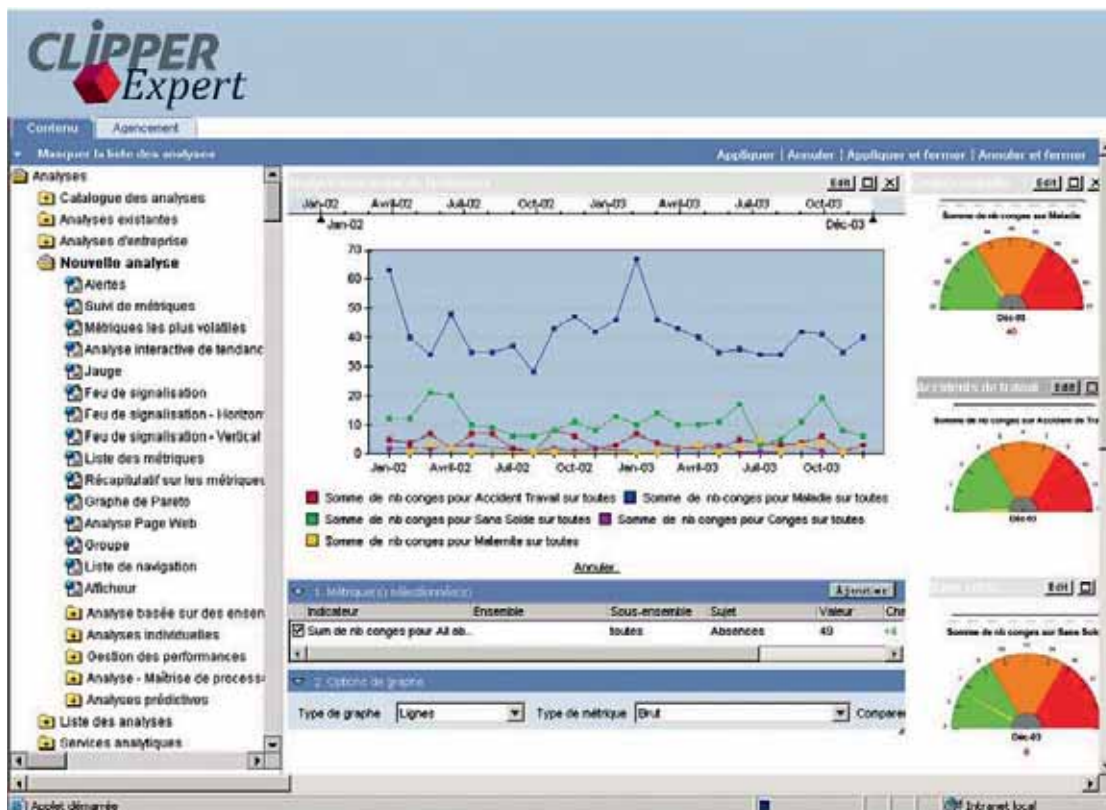 CLiPPER
Expert
Contenu Agencement
Masquer la liste des analyses
Appliquer | Annuler | Appliquer et fermer | Annuler et fermer
Analyses
Catalogue des analyses
Analyses existantes
Analyses d'entreprise
Nouvelle analyse
Alertes
Suivi de métriques
Métriques les plus volatiles
Analyse interactive de tendanc
Jauge
Feu de signalisation
Feu de signalisation - Horizon
Feu de signalisation - Vertical
Liste des métriques
Récapitulatif sur les métrique
Graphe de Pareto
Analyse Page Web
Groupe
Liste de navigation
Afficheur
Analyse basée sur des ensen
Analyses individuelles
Gestion des performances
Analyse - Maîtrise de process
Analyses prédictives
Liste des analyses
Services analytiques
Edit
Jan-02 Avril-02 Juil-02 Oct-02 Jan-03 Avril-03 Juil-03 Oct-03
Jan-02 Déc-03
70
60
50
40
30
20
10
0
Jan-02 Avril-02 Juil-02 Oct-02 Jan-03 Avril-03 Juil-03 Oct-03
Somme de nb conges pour Accident Travail sur toutes Somme de nb conges pour Maladie sur toutes
Somme de nb conges pour Sans Solde sur toutes Somme de nb conges pour Conges sur toutes
Somme de nb conges pour Maternite sur toutes
Annuler
1. Métrique(s) sélectionnée(s) Ajouter
Indicateur Ensemble Sous-ensemble Sujet Valeur
Sum de nb conges pour All ab... toutes Absences 49 +4
2. Options de graphe
Type de graphe Lignes Type de métrique Brut Comparer
Edit
Somme de nb conges sur Maladie
Déc-03
40
Accidents de travail Edit
Somme de nb conges sur Accident de Tra
Déc-03
Edit
Somme de nb conges sur Sans Sold
Déc-03
6
Applet démarrée
Intranet local